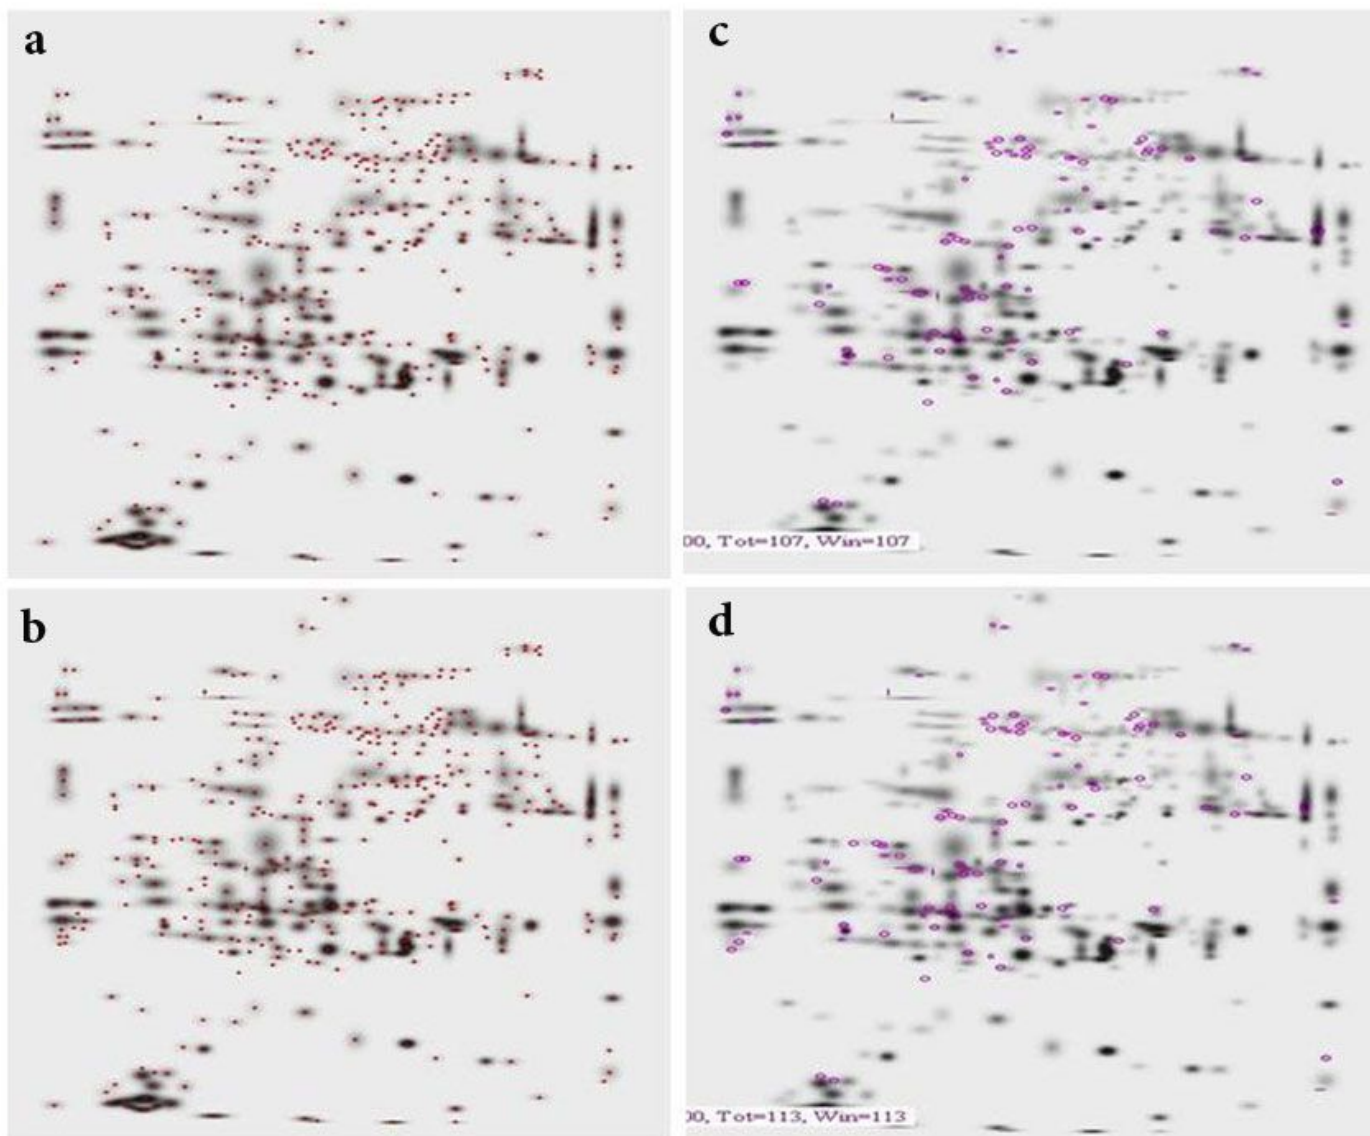 a
c
00, Tot=107, Win=107
b
d
00, Tot=113, Win=113